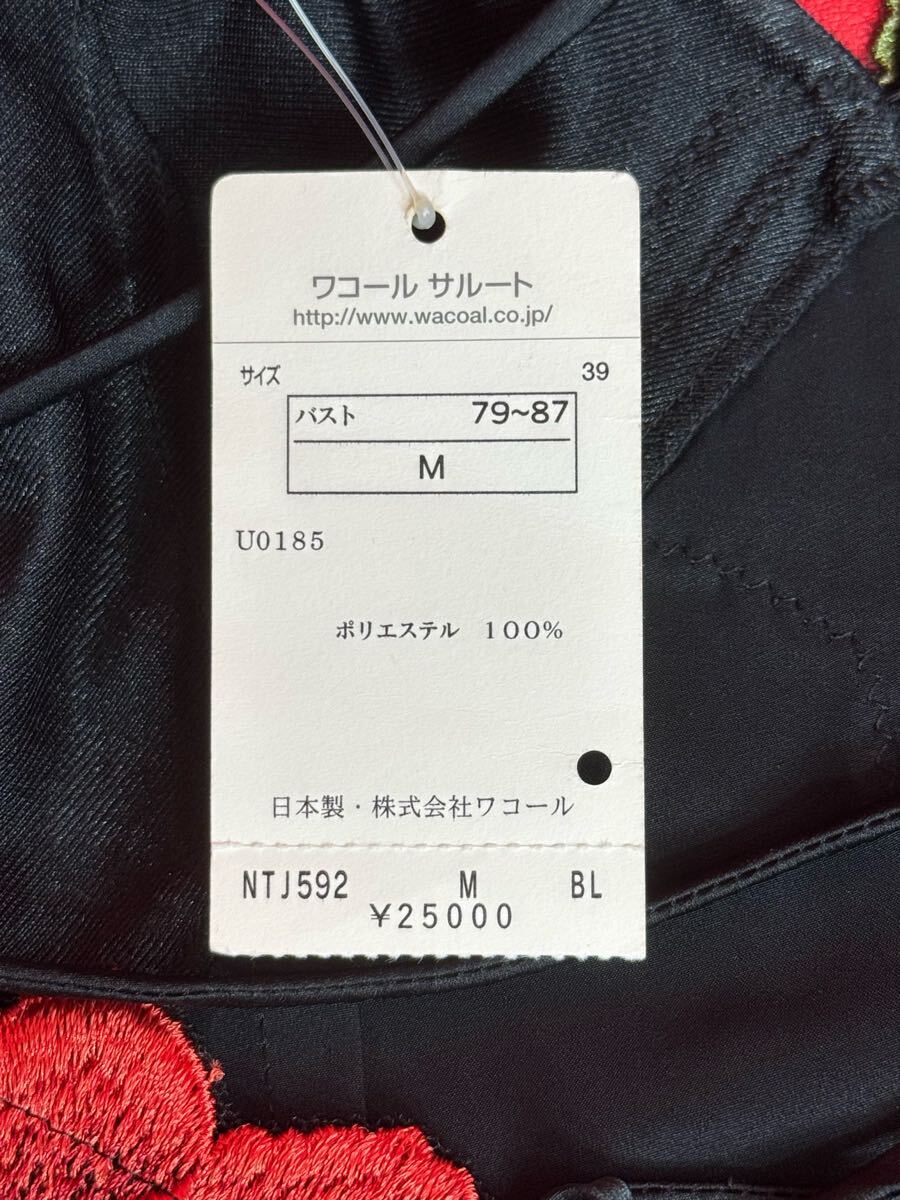 ワコール サルート
http://www.wacoal.co.jp/
サイズ 39
バスト 79~87
M
U0185
ポリエステル 100%
日本製・株式会社ワコール
NTJ592 M BL
¥25000